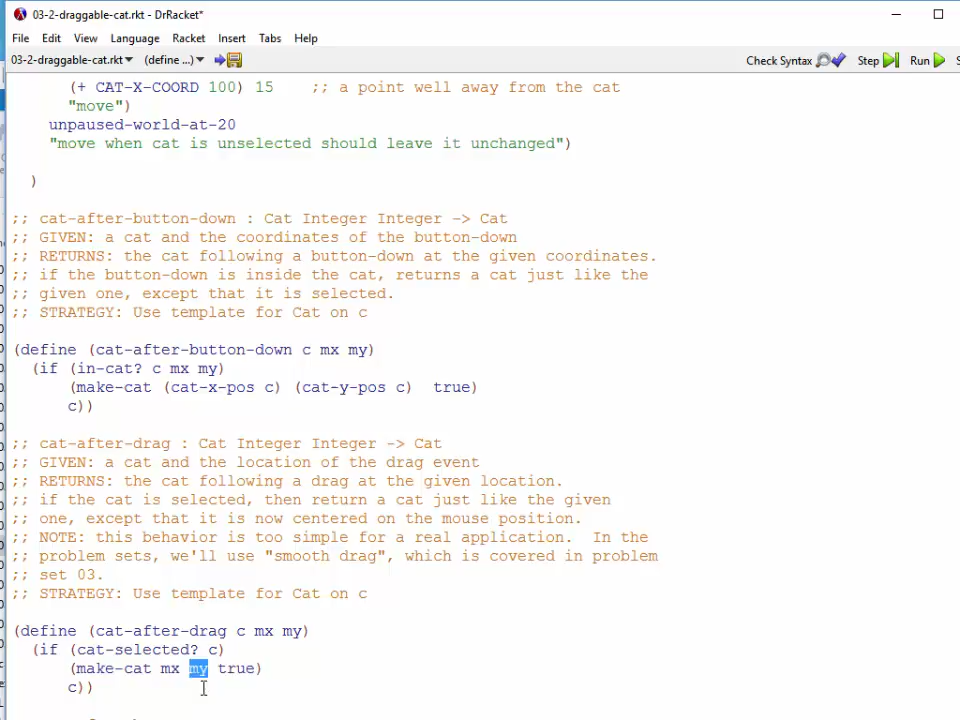 03-2-draggable-cat.rkt - DrRacket*
File Edit View Language Racket Insert Tabs Help
03-2-draggable-cat.rkt▼ (define ...)▼ Check Syntax Step Run S
(+ CAT-X-COORD 100) 15 ;; a point well away from the cat
"move")
unpaused-world-at-20
"move when cat is unselected should leave it unchanged")
)
;; cat-after-button-down : Cat Integer Integer -> Cat
;; GIVEN: a cat and the coordinates of the button-down
;; RETURNS: the cat following a button-down at the given coordinates.
;; if the button-down is inside the cat, returns a cat just like the
;; given one, except that it is selected.
;; STRATEGY: Use template for Cat on c
(define (cat-after-button-down c mx my)
(if (in-cat? c mx my)
(make-cat (cat-x-pos c) (cat-y-pos c) true)
c))
;; cat-after-drag : Cat Integer Integer -> Cat
;; GIVEN: a cat and the location of the drag event
;; RETURNS: the cat following a drag at the given location.
;; if the cat is selected, then return a cat just like the given
;; one, except that it is now centered on the mouse position.
;; NOTE: this behavior is too simple for a real application. In the
;; problem sets, we'll use "smooth drag", which is covered in problem
;; set 03.
;; STRATEGY: Use template for Cat on c
(define (cat-after-drag c mx my)
(if (cat-selected? c)
(make-cat mx my true)
c))